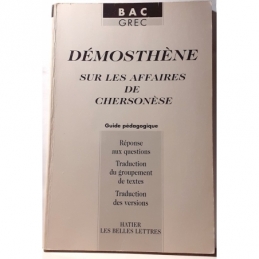 BAC
GREC
DÉMOSTHÈNE
SUR LES AFFAIRES
DE
CHERSONÈSE
Guide pédagogique
Réponse
aux questions
Traduction
du groupement
de textes
Traduction
des versions
HATIER
LES BELLES LETTRES